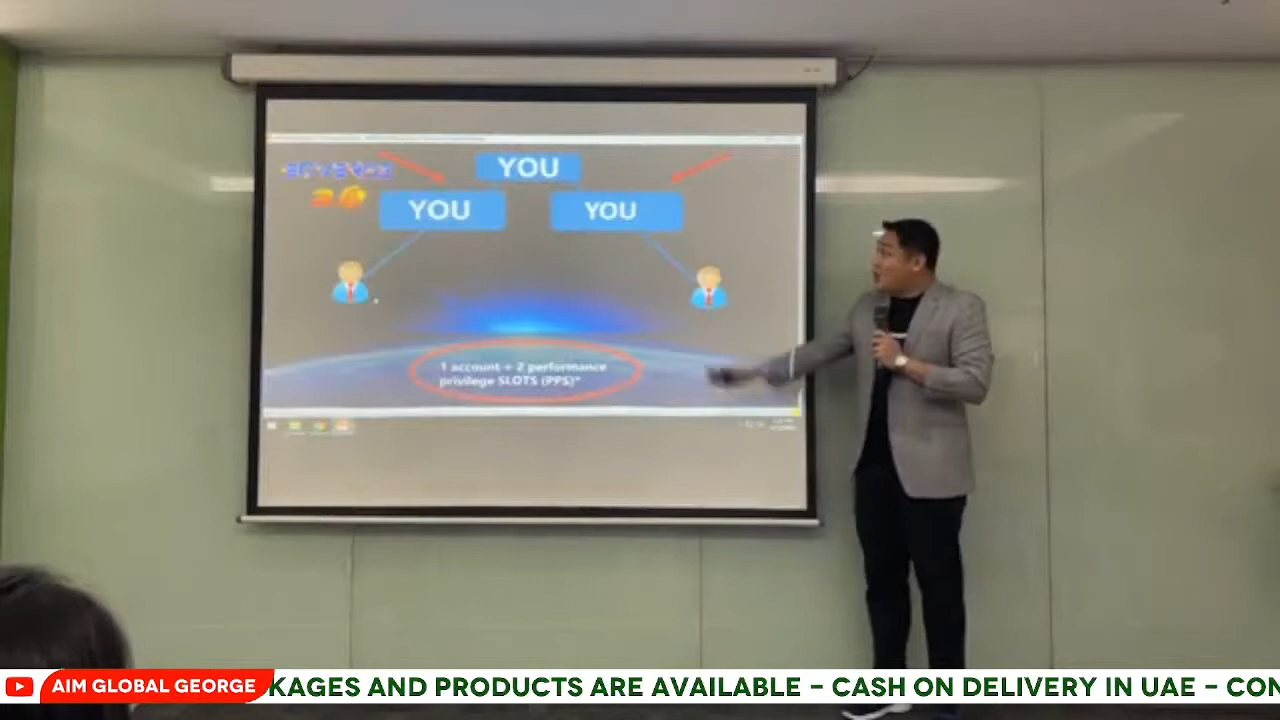 YOU
YOU
YOU
1 account + 2 performance
privilege SLOTS (PPS)*
AIM GLOBAL GEORGE
KAGES AND PRODUCTS ARE AVAILABLE - CASH ON DELIVERY IN UAE - CON